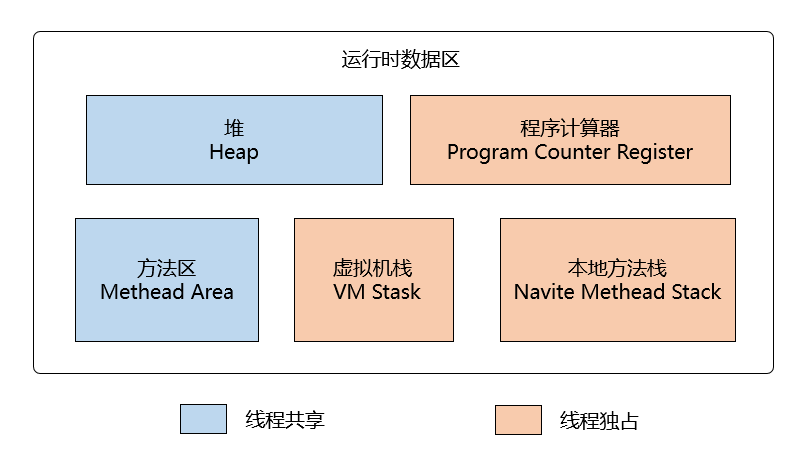 运行时数据区
堆
Heap
程序计算器
Program Counter Register
方法区
Methead Area
虚拟机栈
VM Stask
本地方法栈
Navite Methead Stack
线程共享
线程独占